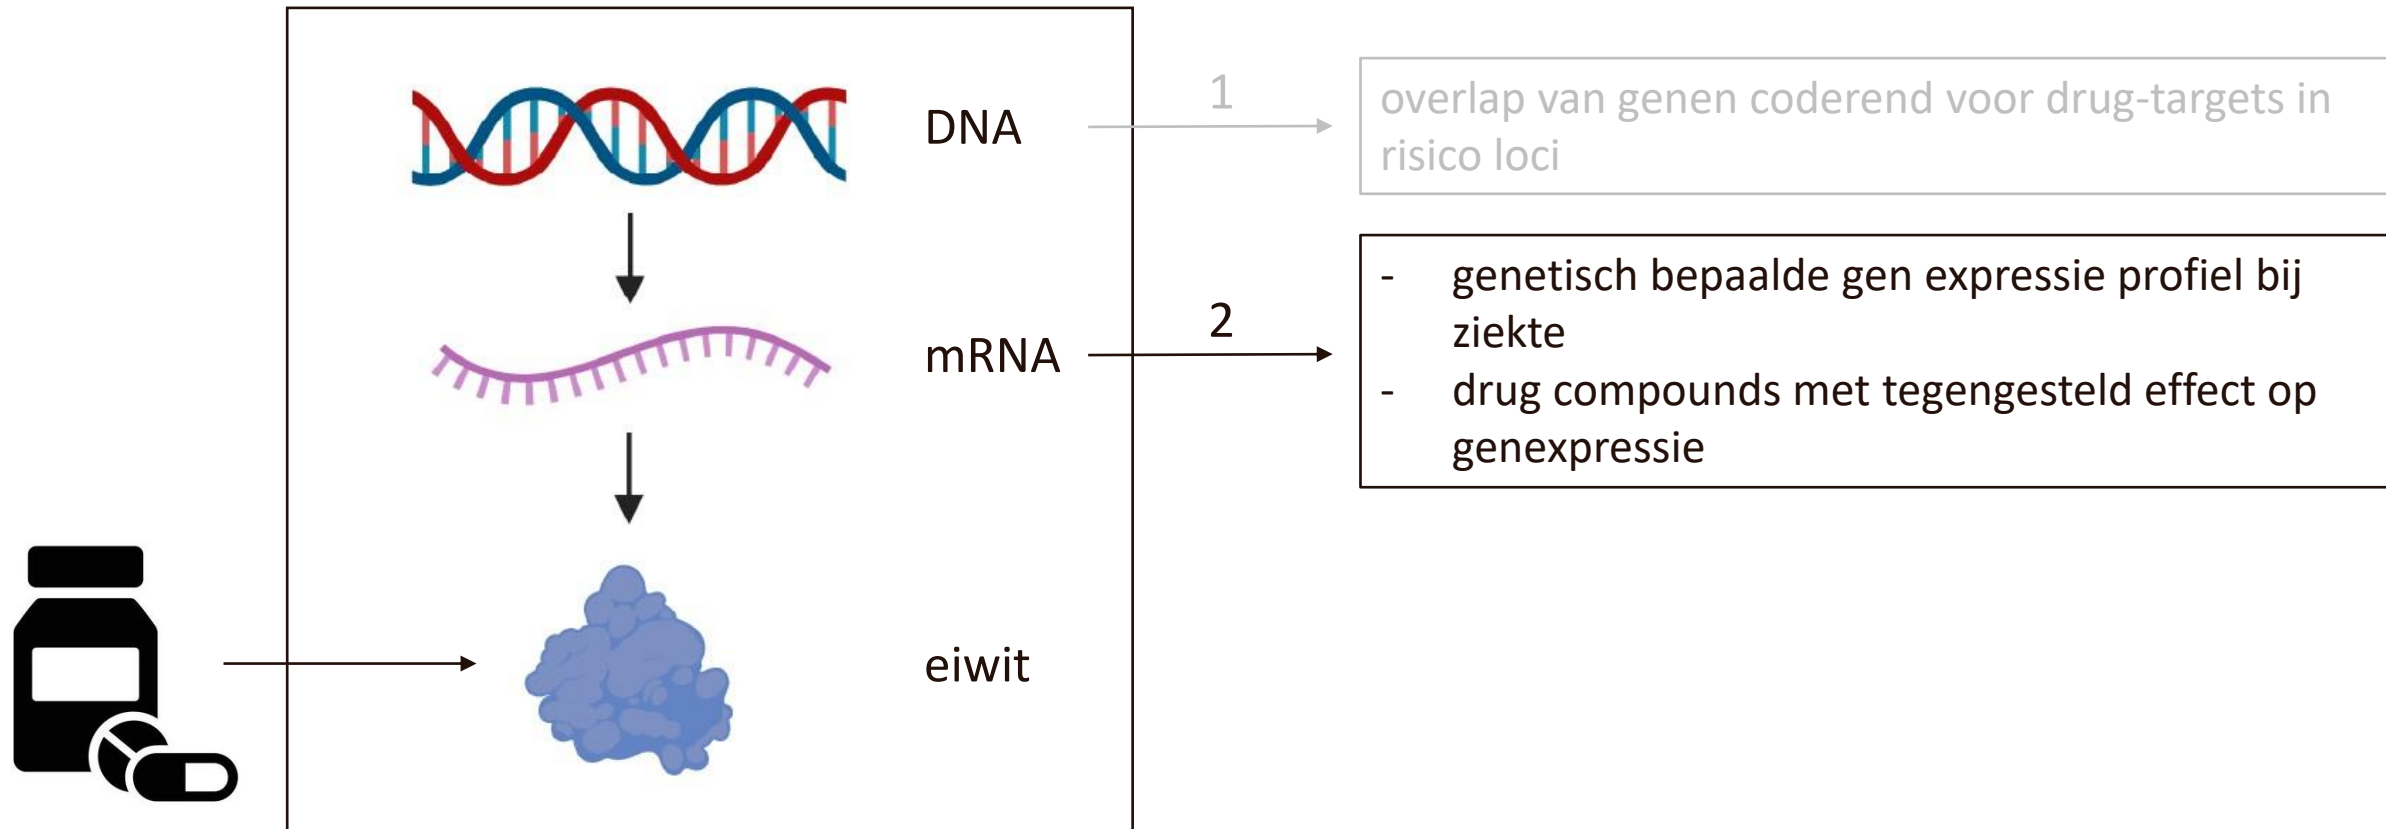 DNA
1
overlap van genen coderend voor drug-targets in
risico loci
mRNA
2
- genetisch bepaalde gen expressie profiel bij
ziekte
- drug compounds met tegengesteld effect op
genexpressie
eiwit